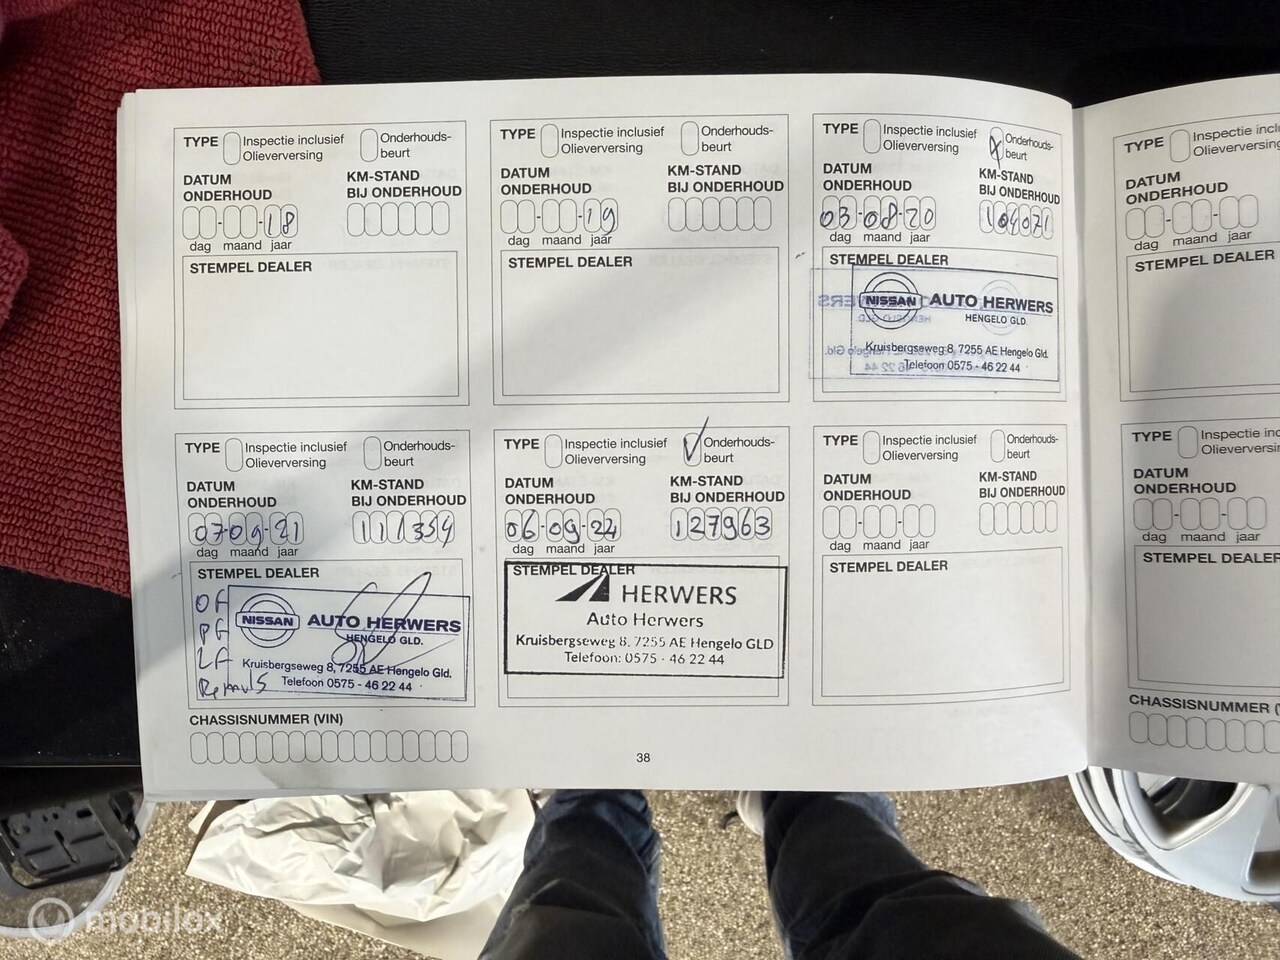 TYPE Inspectie inclusief Olieverversing Onderhouds-beurt
DATUM ONDERHOUD KM-STAND BIJ ONDERHOUD
18
dag maand jaar
STEMPEL DEALER
TYPE Inspectie inclusief Olieverversing Onderhouds-beurt
DATUM ONDERHOUD KM-STAND BIJ ONDERHOUD
19
dag maand jaar
STEMPEL DEALER
TYPE Inspectie inclusief Olieverversing X Onderhouds-beurt
DATUM ONDERHOUD KM-STAND BIJ ONDERHOUD
03-08-20 104071
dag maand jaar
STEMPEL DEALER
NISSAN AUTO HERWERS
HENGELO GLD.
Kruisbergseweg 8, 7255 AE Hengelo Gld.
Telefoon 0575 - 46 22 44
TYPE Inspectie inclusief Olieverversing Onderhouds-beurt
DATUM ONDERHOUD KM-STAND BIJ ONDERHOUD
07-09-21 111354
dag maand jaar
STEMPEL DEALER
OF
PF
LF
NISSAN AUTO HERWERS
HENGELO GLD.
Kruisbergseweg 8, 7255 AE Hengelo Gld.
Telefoon 0575 - 46 22 44
TYPE Inspectie inclusief Olieverversing Onderhouds-beurt
DATUM ONDERHOUD KM-STAND BIJ ONDERHOUD
06-09-24 127963
dag maand jaar
STEMPEL DEALER
HERWERS
Auto Herwers
Kruisbergseweg 8, 7255 AE Hengelo GLD
Telefoon: 0575 - 46 22 44
TYPE Inspectie inclusief Olieverversing Onderhouds-beurt
DATUM ONDERHOUD KM-STAND BIJ ONDERHOUD
dag maand jaar
STEMPEL DEALER
CHASSISNUMMER (VIN)
38
TYPE Inspectie Olieverversing
DATUM ONDERHOUD
dag maand jaar
STEMPEL DEALER
TYPE Inspectie
DATUM ONDERHOUD
dag maand jaar
STEMPEL DEALER
CHASSISNUMMER
mobilox